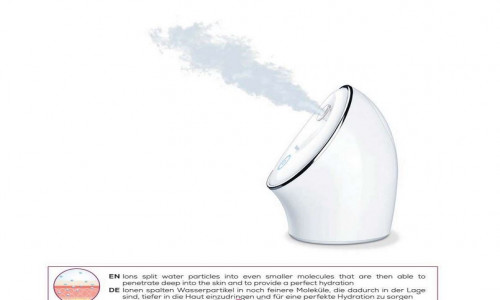 EN Ions split water particles into even smaller molecules that are then able to
penetrate deep into the skin and to provide a perfect hydration
DE Ionen spalten Wasserpartikel in noch feinere Moleküle, die dadurch in der Lage
sind, tiefer in die Haut einzudringen und für eine perfekte Hydration zu sorgen